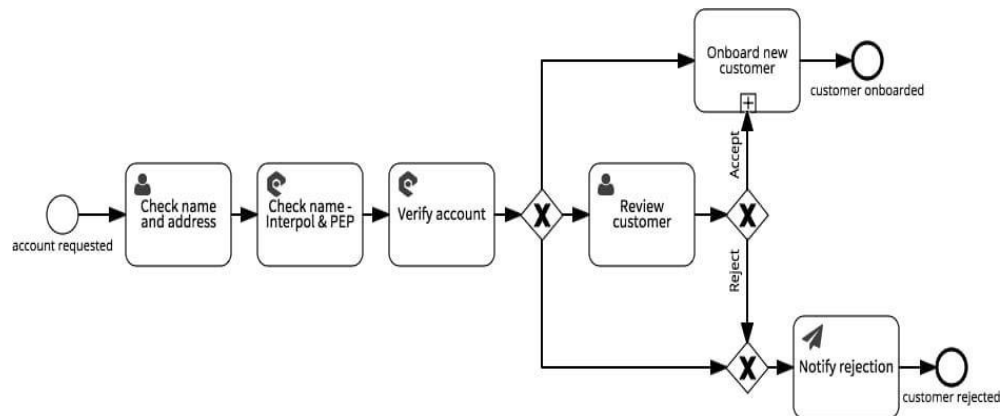 account requested
Check name
and address
Check name -
Interpol & PEP
Verify account
Review
customer
Accept
Reject
Onboard new
customer
customer onboarded
Notify rejection
customer rejected